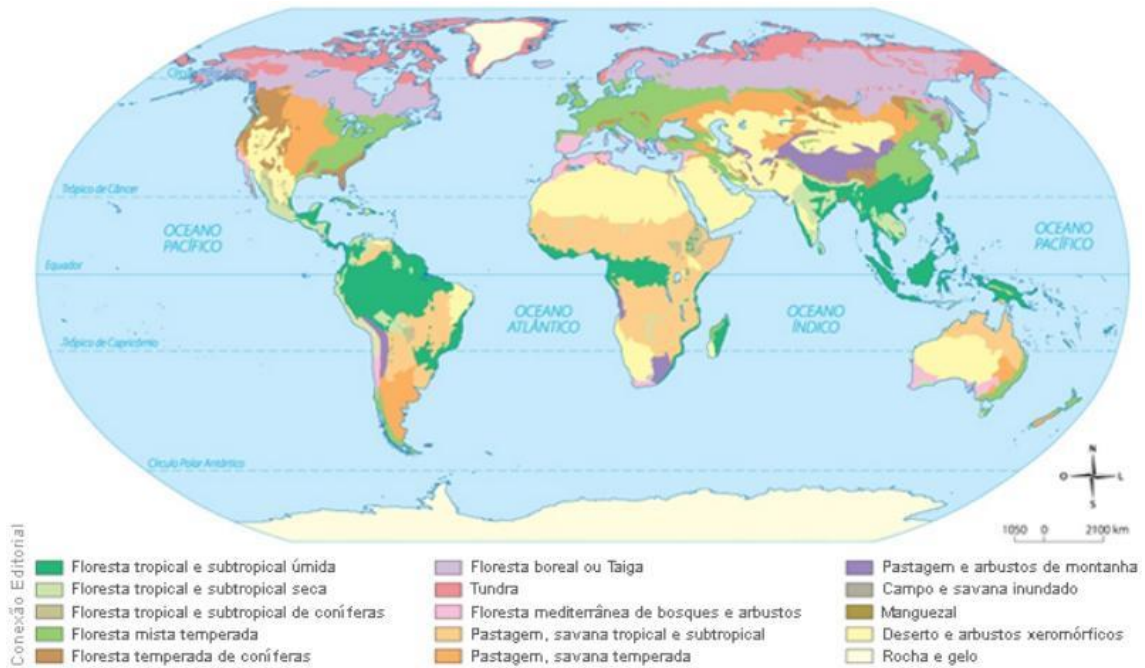 Trópico de Câncer
OCEANO
PACÍFICO
OCEANO
PACÍFICO
Equador
OCEANO
ATLÂNTICO
OCEANO
ÍNDICO
Trópico de Capricórnio
Círculo Polar Antártico
N
O
L
S
1050 0 2100 km
Conexão Editorial
Floresta tropical e subtropical úmida
Floresta tropical e subtropical seca
Floresta tropical e subtropical de coníferas
Floresta mista temperada
Floresta temperada de coníferas
Floresta boreal ou Taiga
Tundra
Floresta mediterrânea de bosques e arbustos
Pastagem, savana tropical e subtropical
Pastagem, savana temperada
Pastagem e arbustos de montanha
Campo e savana inundado
Manguezal
Deserto e arbustos xeromórficos
Rocha e gelo